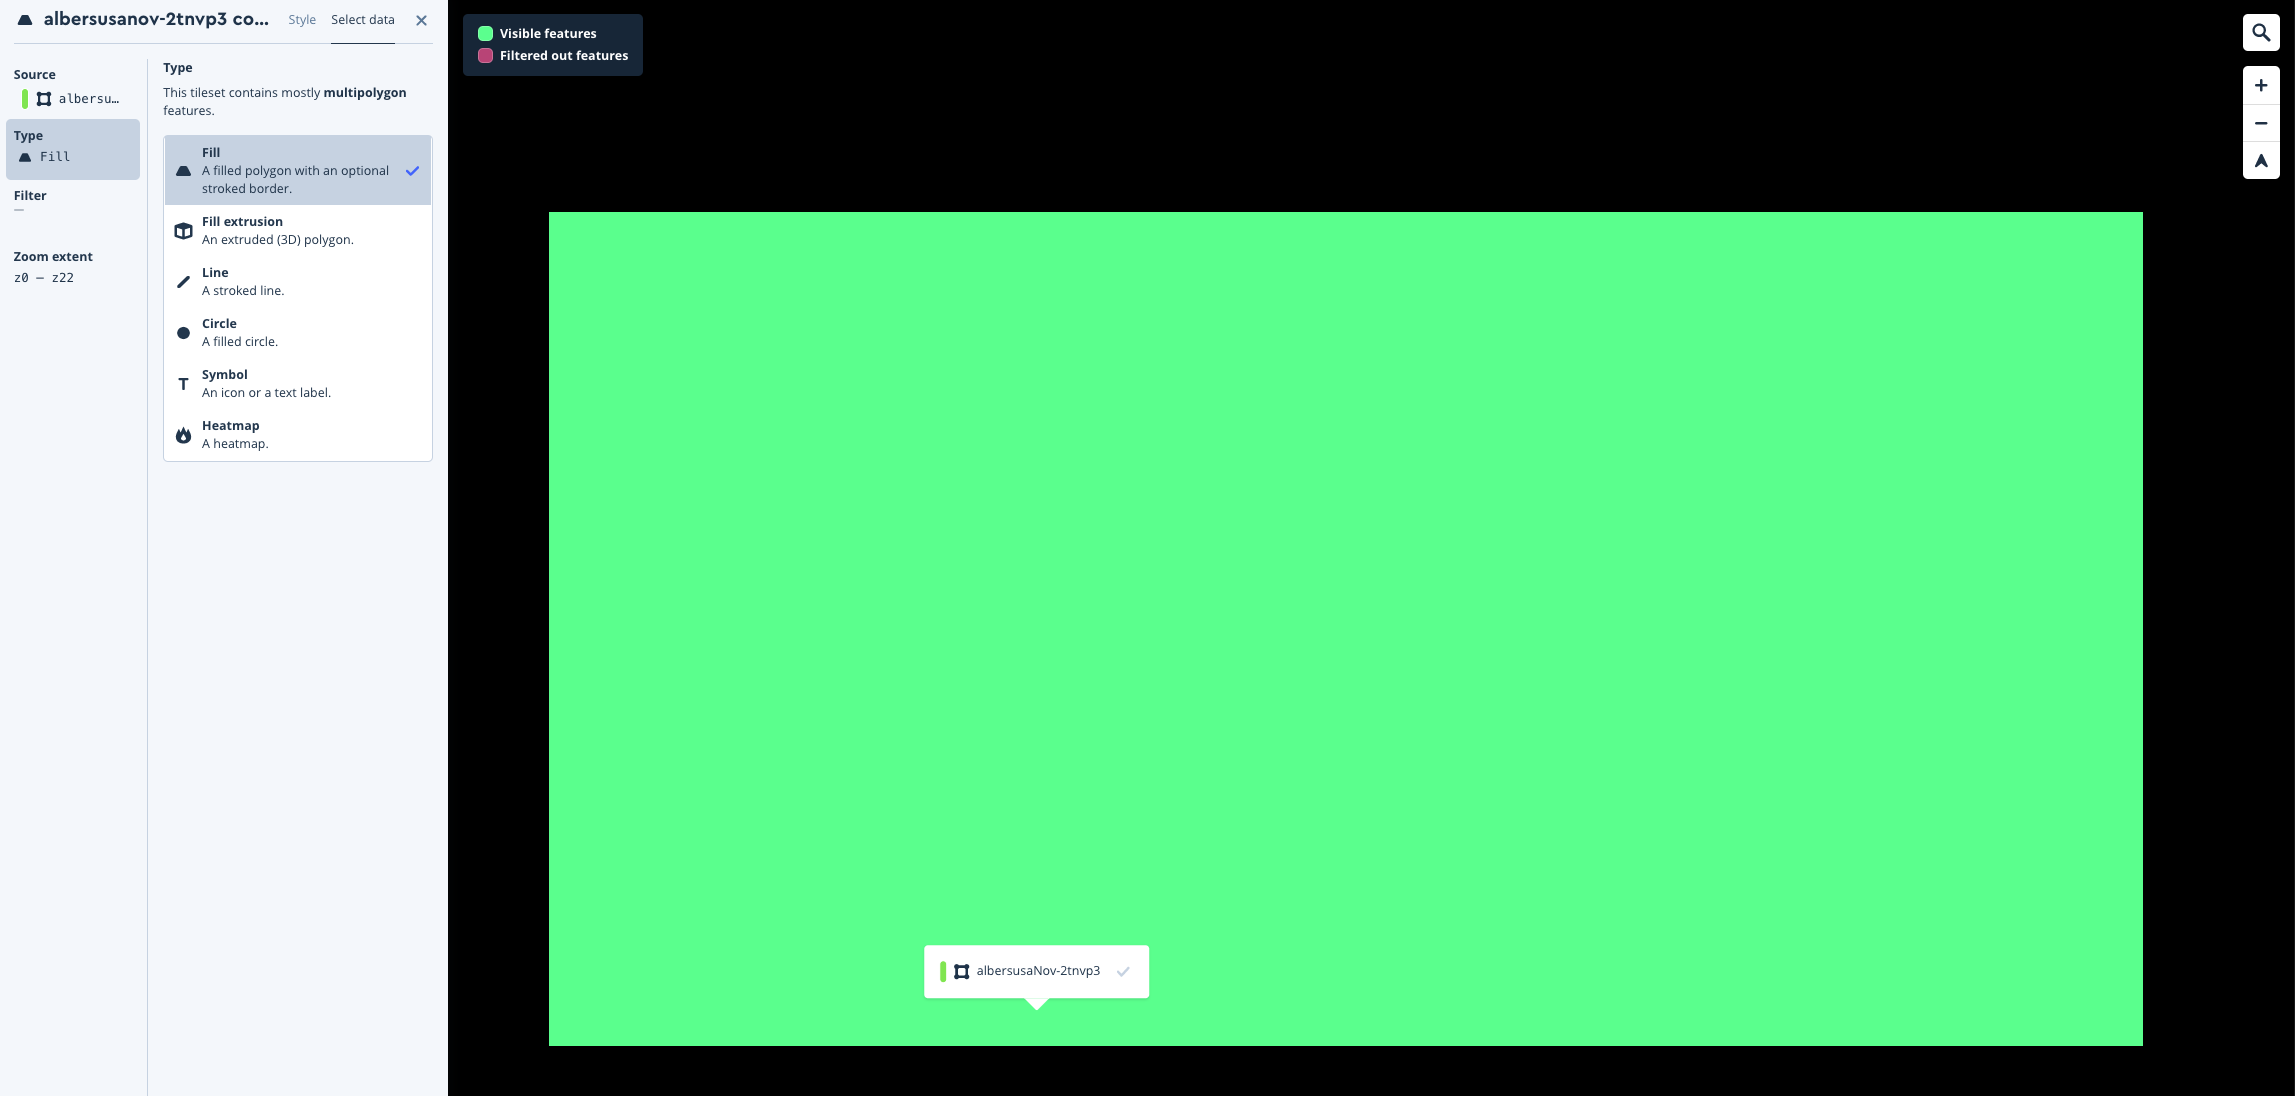 albersusanov-2tnvp3 co...
Style
Select data
Source
albersu…
Type
Fill
Filter
—
Zoom extent
z0 — z22
Type
This tileset contains mostly multipolygon
features.
Fill
A filled polygon with an optional
stroked border.
Fill extrusion
An extruded (3D) polygon.
Line
A stroked line.
Circle
A filled circle.
T
Symbol
An icon or a text label.
Heatmap
A heatmap.
Visible features
Filtered out features
albersusaNov-2tnvp3